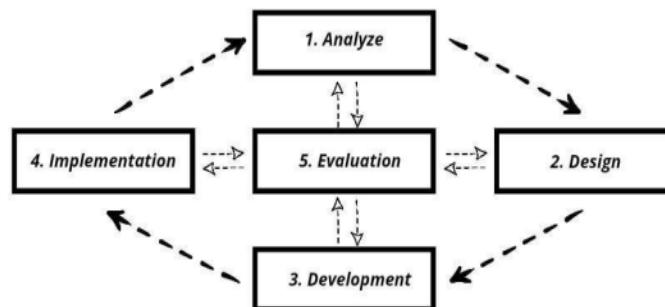 1. Analyze
4. Implementation
5. Evaluation
2. Design
3. Development